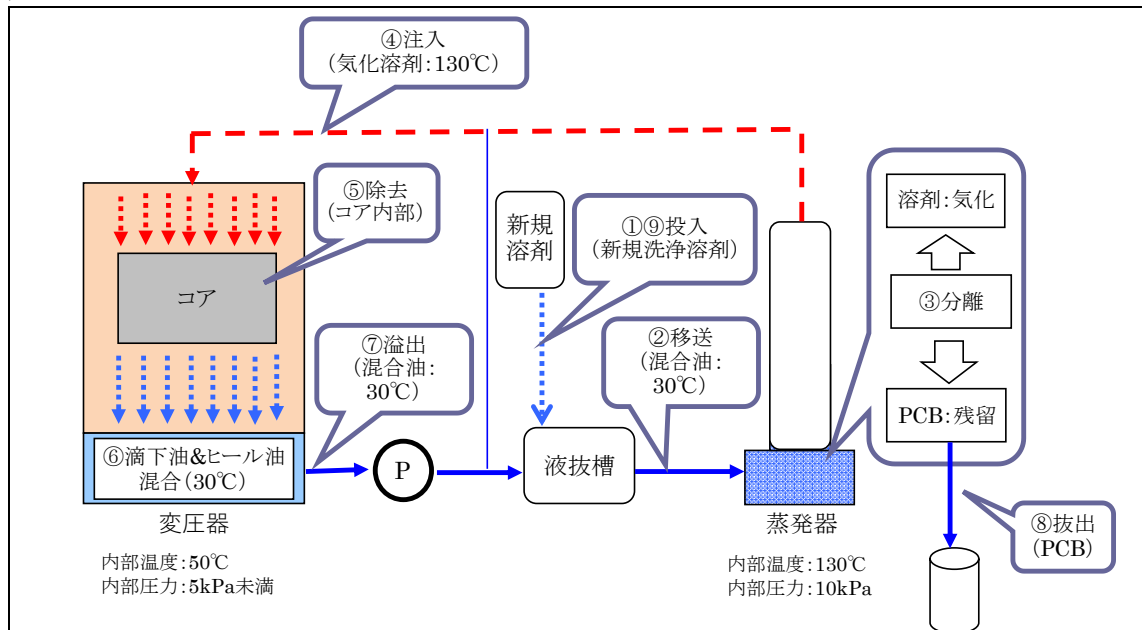 ④注入
(気化溶剤:130℃)
⑤除去
(コア内部)
コア
新規
溶剤
①⑨投入
(新規洗浄溶剤)
溶剤:気化
③分離
PCB:残留
⑦溢出
(混合油:
30℃)
②移送
(混合油:
30℃)
⑥滴下油&ヒール油
混合(30℃)
P
液抜槽
変圧器
蒸発器
内部温度:50℃
内部圧力:5kPa未満
内部温度:130℃
内部圧力:10kPa
⑧抜出
(PCB)